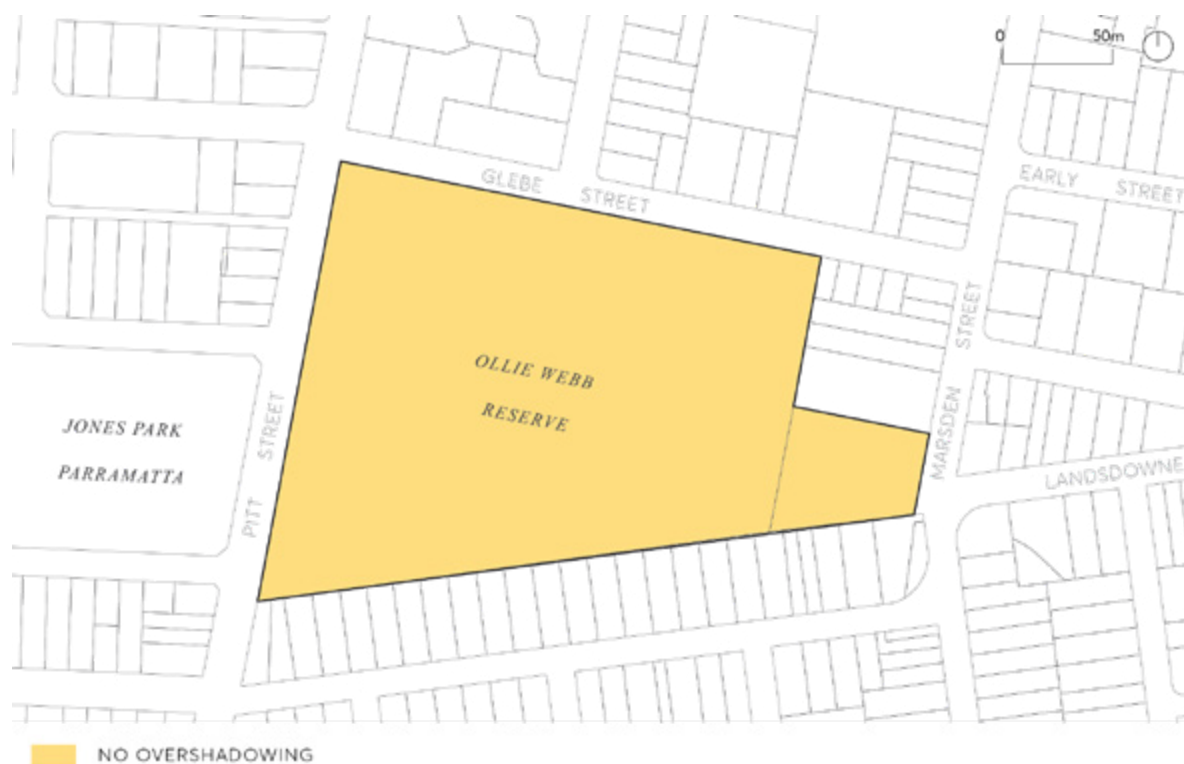 0 50m
GLEBE STREET
EARLY STREET
OLLIE WEBB
RESERVE
JONES PARK
PARRAMATTA
PITT STREET
MARSDEN STREET
LANDSDOWNE
NO OVERSHADOWING